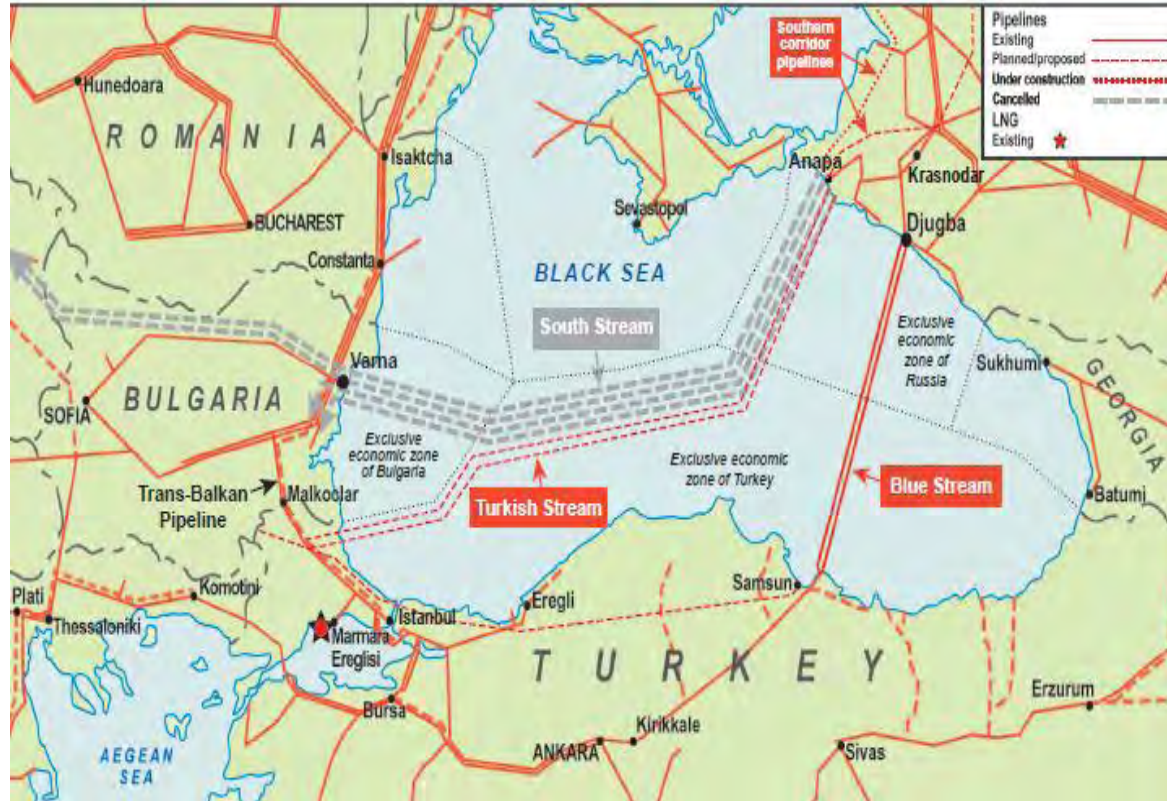 Pipelines
Existing
Planned/proposed
Under construction
Cancelled
LNG
Existing
Southern
corridor
pipelines
Hunedoara
ROMANIA
Isaktcha
Anapa
Krasnodar
BUCHAREST
Sevastopol
Djugba
Constanta
BLACK SEA
South Stream
Exclusive
economic
zone of
Russia
Sukhumi
GEORGIA
Varna
BULGARIA
SOFIA
Exclusive
economic zone
of Bulgaria
Exclusive economic
zone of Turkey
Trans-Balkan
Pipeline
Malkoclar
Turkish Stream
Blue Stream
Batumi
Komotini
Plati
Thessaloniki
Istanbul
Eregli
Samsun
Marmara
Ereglisi
TURKEY
Bursa
Erzurum
Kirikkale
ANKARA
Sivas
AEGEAN
SEA